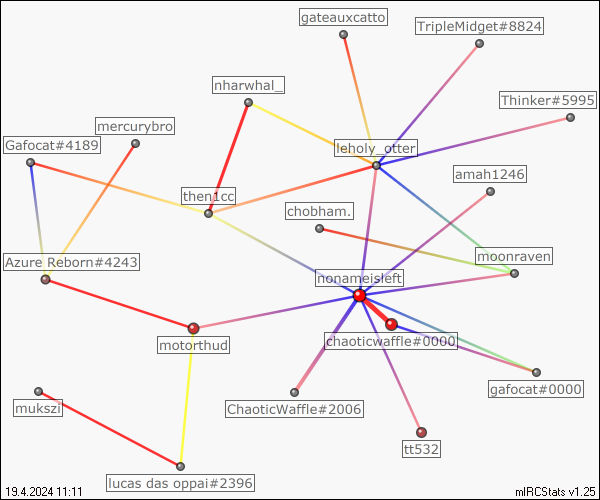 gateauxcatto
TripleMidget#8824
nharwhal_
Thinker#5995
mercurybro
Gafocat#4189
leholy_otter
amah1246
then1cc
chobham.
moonraven
Azure Reborn#4243
nonameisleft
motorthud
chaoticwaffle#0000
gafocat#0000
mukszi
ChaoticWaffle#2006
tt532
lucas das oppai#2396
19.4.2024 11:11
mIRCStats v1.25